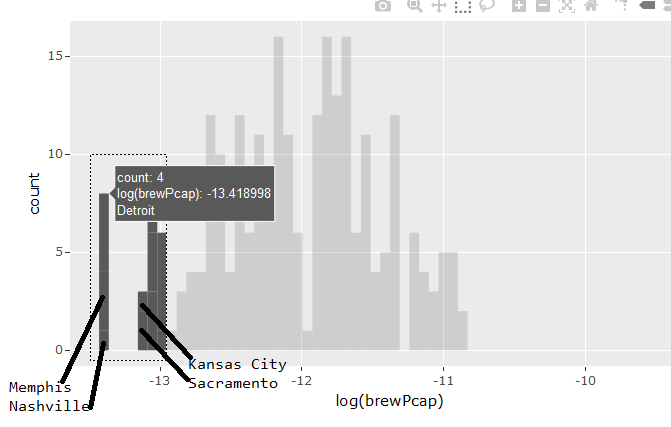 15
10
5
0
count
count: 4
log(brewPcap): -13.418998
Detroit
Kansas City
Sacramento
Memphis
Nashville
-13
-12
-11
-10
log(brewPcap)